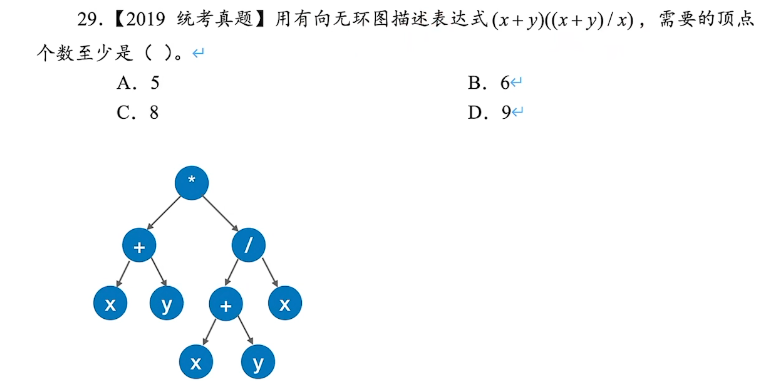 29.【2019 统考真题】用有向无环图描述表达式(x+y)((x+y)/x)，需要的顶点
个数至少是（ ）。↵
A. 5 B. 6↵
C. 8 D. 9↵
*
+ /
x y + x
x y